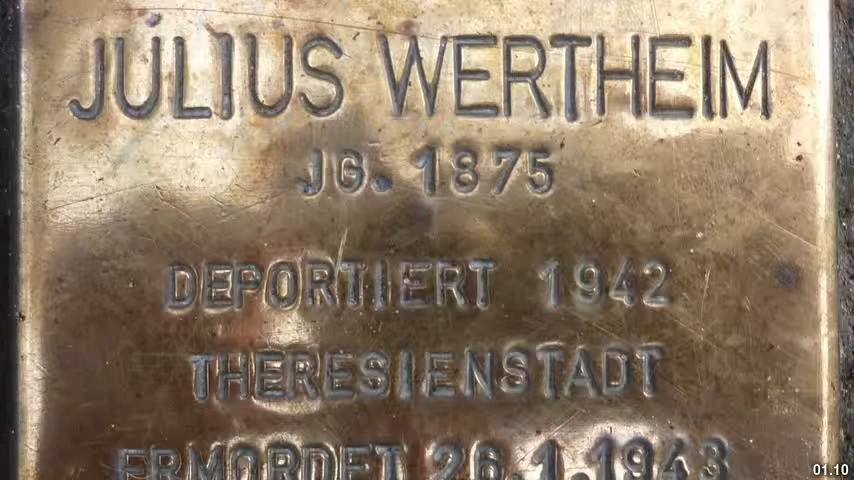 JULIUS WERTHEIM
JG. 1875
DEPORTIERT 1942
THERESIENSTADT
ERMORDET 26.1.1943
01.10